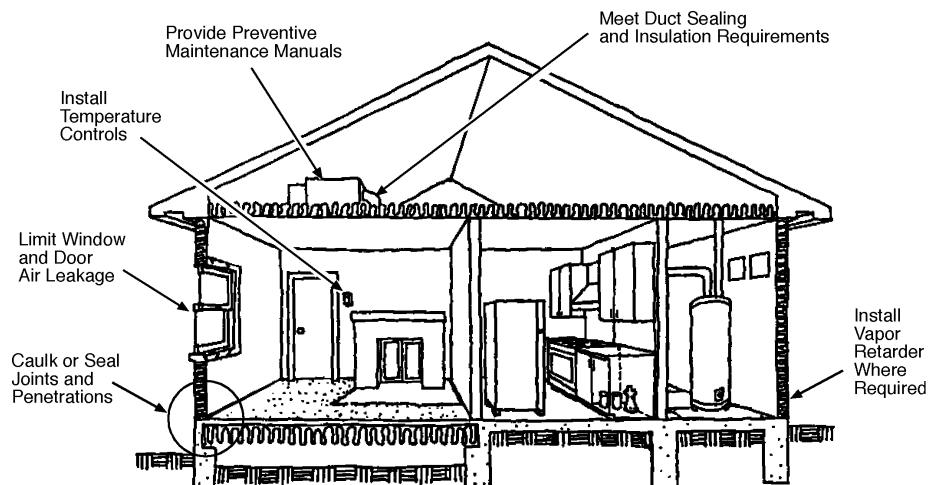 Provide Preventive
Maintenance Manuals
Meet Duct Sealing
and Insulation Requirements
Install
Temperature
Controls
Limit Window
and Door
Air Leakage
Caulk or Seal
Joints and
Penetrations
Install
Vapor
Retarder
Where
Required